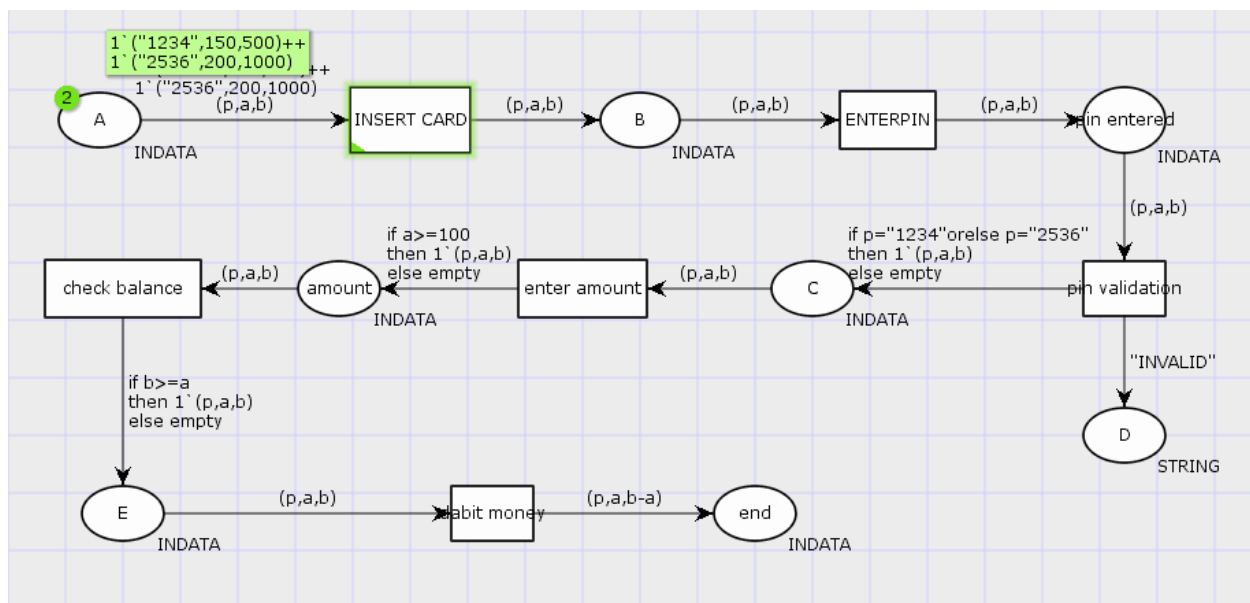 1`("1234",150,500)++
1`("2536",200,1000)
++
1`("2536",200,1000)
2
A
(p,a,b)
INSERT CARD
(p,a,b)
B
(p,a,b)
ENTERPIN
(p,a,b)
pin entered
INDATA
INDATA
INDATA
(p,a,b)
check balance
(p,a,b)
amount
if a>=100
then 1`(p,a,b)
else empty
enter amount
(p,a,b)
C
if p="1234"orelse p="2536"
then 1`(p,a,b)
else empty
pin validation
INDATA
INDATA
"INVALID"
if b>=a
then 1`(p,a,b)
else empty
D
STRING
E
(p,a,b)
dabit money
(p,a,b-a)
end
INDATA
INDATA